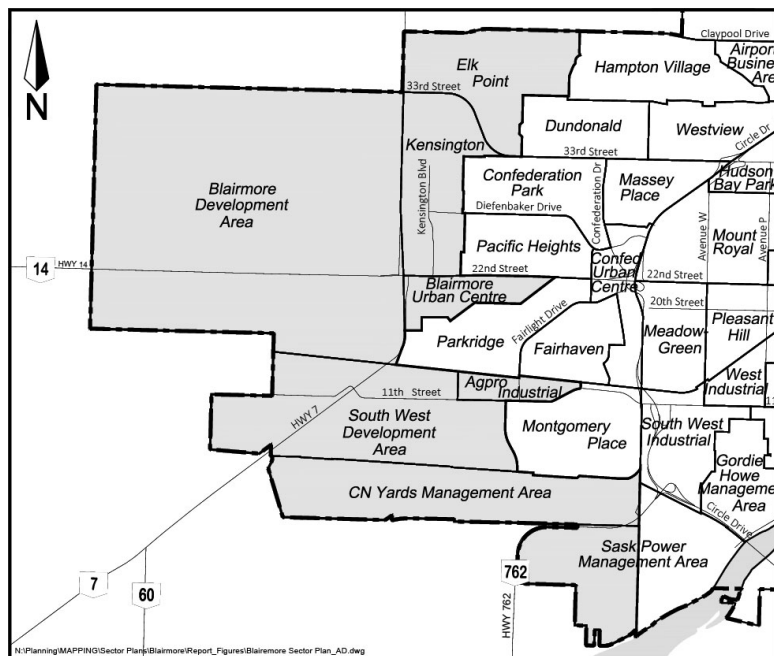 Claypool Drive
N
Elk
Point
Hampton Village
Airport
Business
Area
33rd Street
Dundonald
Westview
Circle Dr
Kensington
33rd Street
Hudson
Bay Park
Confederation
Park
Confederation Dr
Massey
Place
Blairmore
Development
Area
Kensington Blvd
Diefenbaker Drive
Avenue W
Avenue P
Mount
Royal
Pacific Heights
Confed
Urban
Centre
14
HWY 14
22nd Street
22nd Street
Blairmore
Urban Centre
20th Street
Fairlight Drive
Parkridge
Fairhaven
Meadow-
Green
Pleasant
Hill
Agpro
Industrial
West
Industrial
11th Street
11
HWY 7
South West
Development
Area
Montgomery
Place
South West
Industrial
Gordie
Howe
Management
Area
CN Yards Management Area
Circle Drive
Sask Power
Management Area
7
60
762
HWY 762
N:\Planning\MAPPING\Sector Plans\Blairmore\Report_Figures\Blairemore Sector Plan_AD.dwg